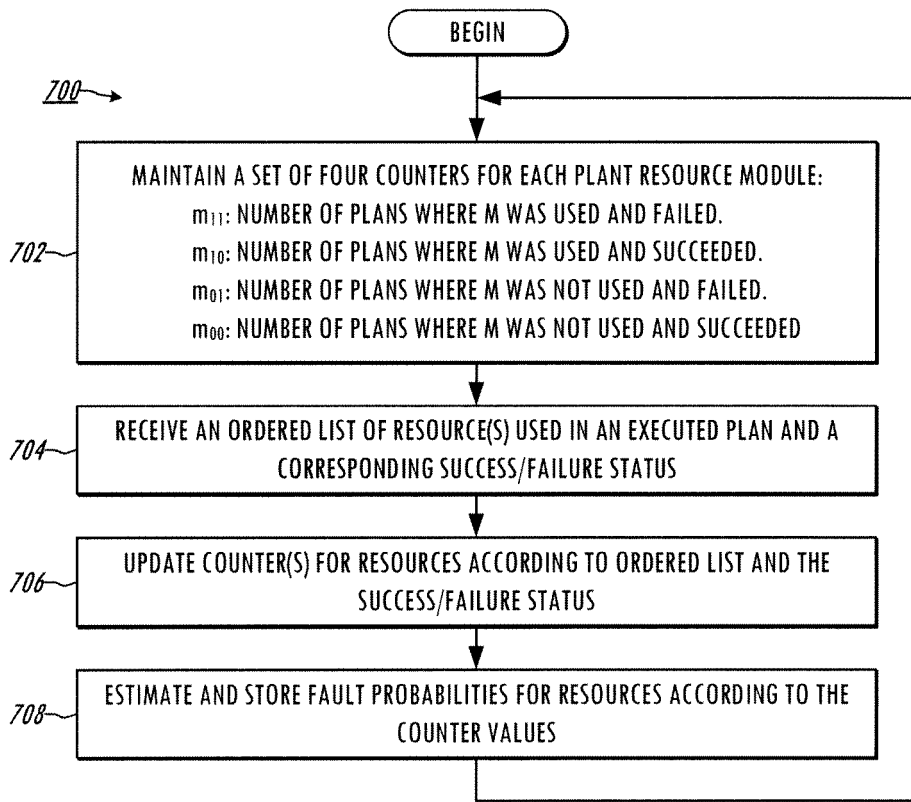 BEGIN
700
MAINTAIN A SET OF FOUR COUNTERS FOR EACH PLANT RESOURCE MODULE:
m11: NUMBER OF PLANS WHERE M WAS USED AND FAILED.
m10: NUMBER OF PLANS WHERE M WAS USED AND SUCCEEDED.
m01: NUMBER OF PLANS WHERE M WAS NOT USED AND FAILED.
m00: NUMBER OF PLANS WHERE M WAS NOT USED AND SUCCEEDED
702
RECEIVE AN ORDERED LIST OF RESOURCE(S) USED IN AN EXECUTED PLAN AND A
CORRESPONDING SUCCESS/FAILURE STATUS
704
UPDATE COUNTER(S) FOR RESOURCES ACCORDING TO ORDERED LIST AND THE
SUCCESS/FAILURE STATUS
706
ESTIMATE AND STORE FAULT PROBABILITIES FOR RESOURCES ACCORDING TO THE
COUNTER VALUES
708